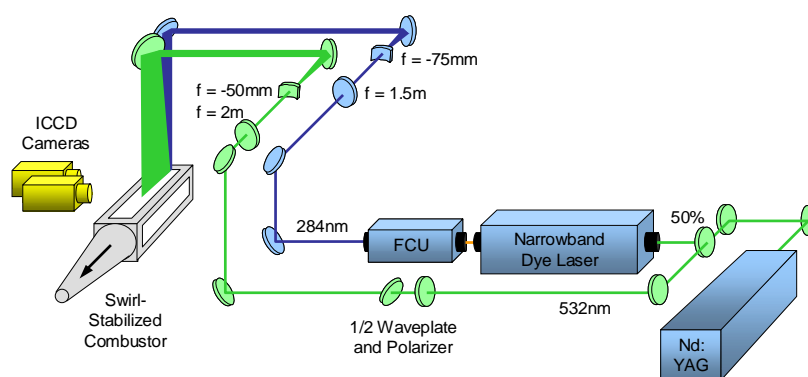 f = -75mm
f = -50mm
f = 1.5m
f = 2m
ICCD
Cameras
284nm
FCU
Narrowband
Dye Laser
50%
532nm
Swirl-
Stabilized
Combustor
1/2 Waveplate
and Polarizer
Nd:
YAG